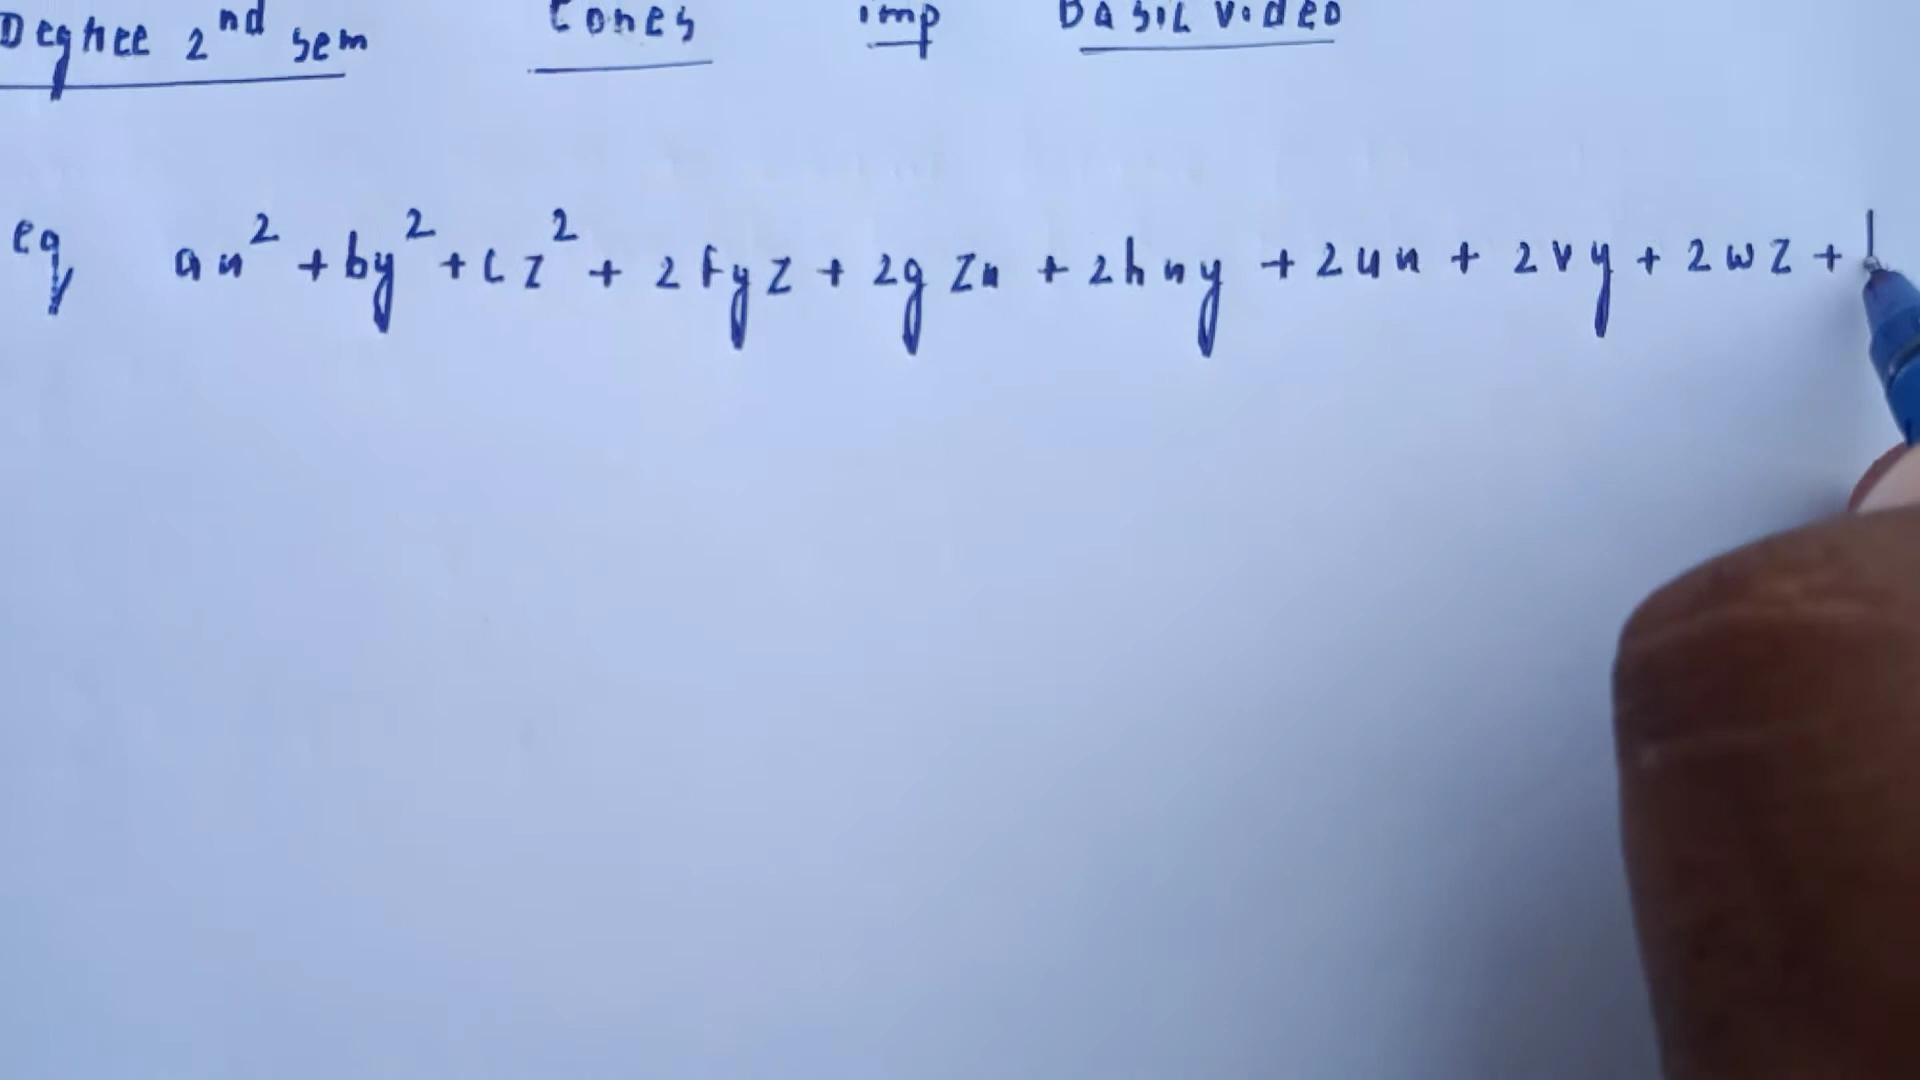 Degree 2nd sem Cones imp Basic video
eq ax² + by² + cz² + 2fyz + 2gzx + 2hxy + 2ux + 2vy + 2wz +